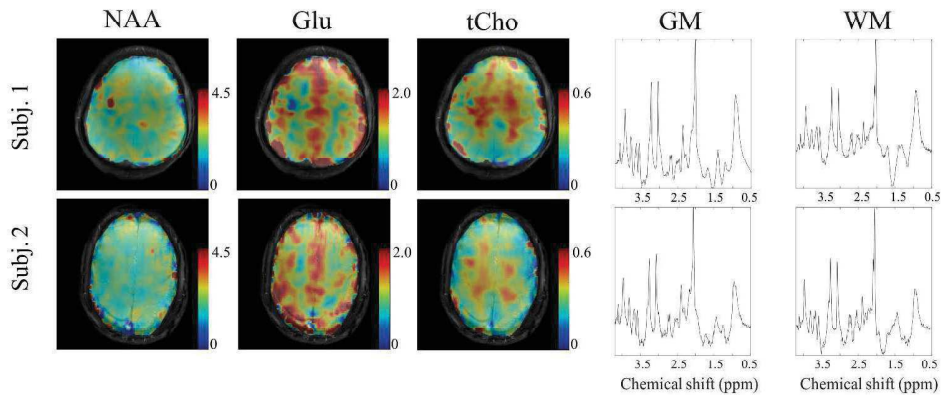 NAA Glu tCho GM WM
Subj. 1
4.5 2.0 0.6
0 0 0
3.5 2.5 1.5 0.5 3.5 2.5 1.5 0.5
Subj. 2
4.5 2.0 0.6
0 0 0
3.5 2.5 1.5 0.5 3.5 2.5 1.5 0.5
Chemical shift (ppm) Chemical shift (ppm)